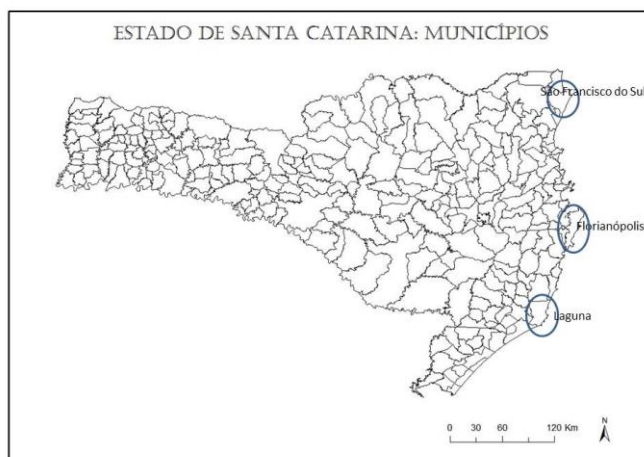 ESTADO DE SANTA CATARINA: MUNICÍPIOS
São Francisco do Sul
Florianópolis
Laguna
N
0 30 60 120 Km